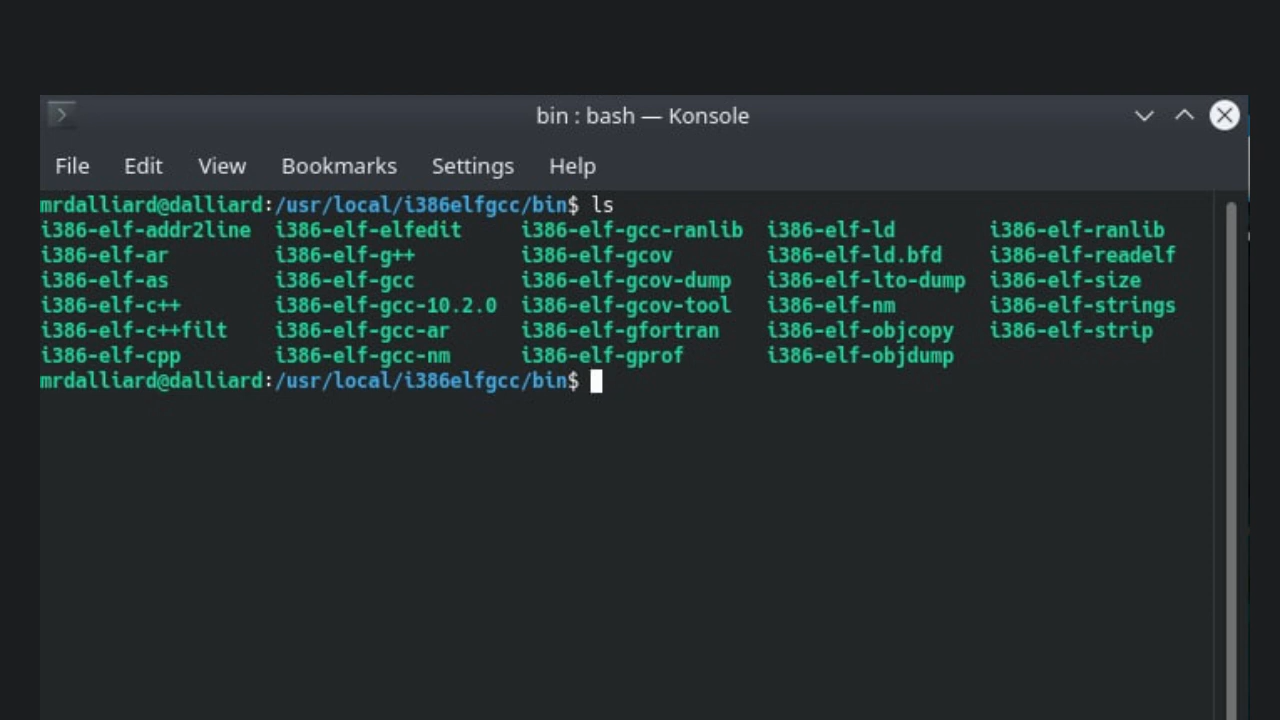 bin : bash — Konsole
File Edit View Bookmarks Settings Help
mrdalliard@dalliard:/usr/local/i386elfgcc/bin$ ls
i386-elf-addr2line i386-elf-elfedit i386-elf-gcc-ranlib i386-elf-ld i386-elf-ranlib
i386-elf-ar i386-elf-g++ i386-elf-gcov i386-elf-ld.bfd i386-elf-readelf
i386-elf-as i386-elf-gcc i386-elf-gcov-dump i386-elf-lto-dump i386-elf-size
i386-elf-c++ i386-elf-gcc-10.2.0 i386-elf-gcov-tool i386-elf-nm i386-elf-strings
i386-elf-c++filt i386-elf-gcc-ar i386-elf-gfortran i386-elf-objcopy i386-elf-strip
i386-elf-cpp i386-elf-gcc-nm i386-elf-gprof i386-elf-objdump
mrdalliard@dalliard:/usr/local/i386elfgcc/bin$